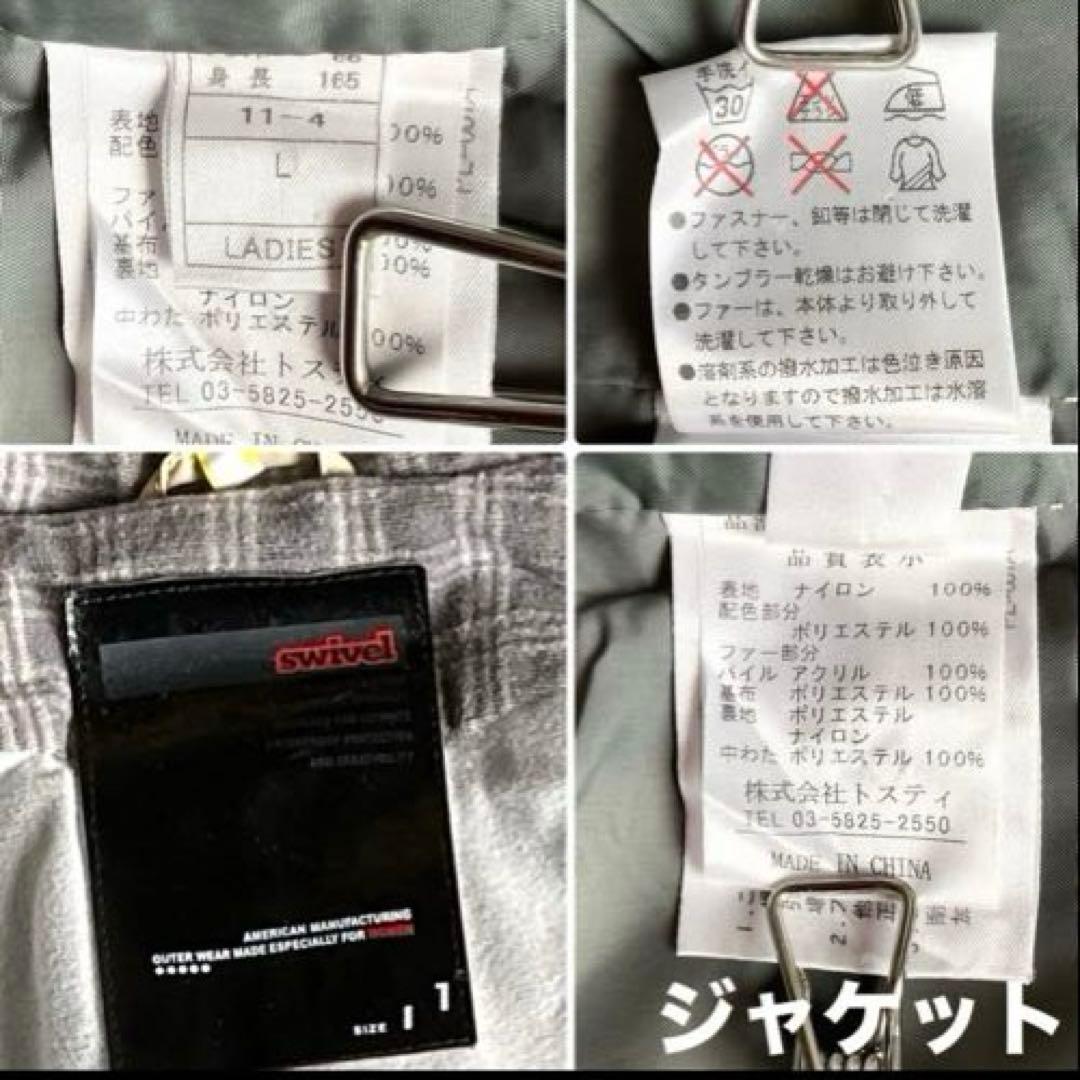 身長 165
11-4
L
LADIES
表地
配色
00%
00%
ファ
パイル
基布
裏地
00%
ナイロン
中わた ポリエステル 00%
株式会社トスティ
TEL 03-5825-2550
MADE IN
手洗イ
30
低
●ファスナー、釦等は閉じて洗濯
して下さい。
●タンブラー乾燥はお避け下さい。
●ファーは、本体より取り外して
洗濯して下さい。
●溶剤系の撥水加工は色泣き原因
となりますので撥水加工は水溶
系を使用して下さい。
swivel
AMERICAN MANUFACTURING
OUTER WEAR MADE ESPECIALLY FOR WOMEN
SIZE / 1
品質表示
表地 ナイロン 100%
配色部分
ポリエステル 100%
ファー部分
パイル アクリル 100%
基布 ポリエステル 100%
裏地 ポリエステル
ナイロン
中わた ポリエステル 100%
株式会社トスティ
TEL 03-5825-2550
MADE IN CHINA
ジャケット